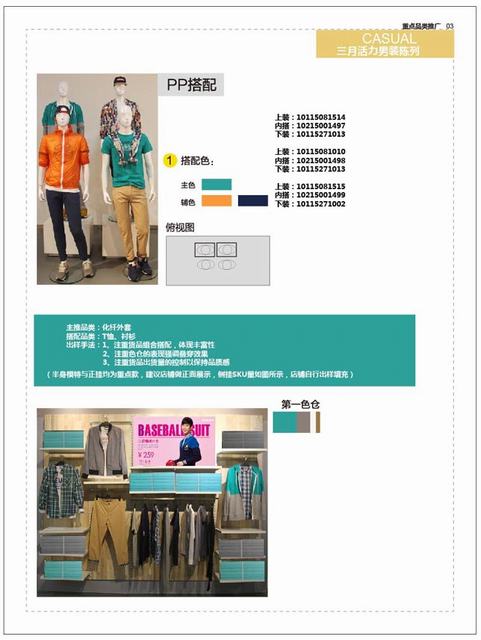 重点品类推广 03
CASUAL
三月活力男装陈列
PP搭配
上装：10115081514
内搭：10215001497
下装：10115271013
1 搭配色：
上装：10115081010
内搭：10215001498
下装：10115271013
主色
辅色
上装：10115081515
内搭：10215001499
下装：10115271002
俯视图
主推品类：化纤外套
搭配品类：T恤、衬衫
出样手法：1、注重货品组合搭配，体现丰富性
2、注重色仓的表现强调叠穿效果
3、注重货品出货量的控制以保持品质感
（半身模特与正挂均为重点款，建议店铺做正面展示，侧挂SKU量如图所示，店铺自行出样填充）
第一色仓
BASEBALL SUIT
￥259